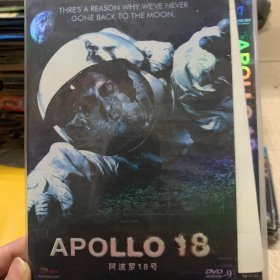 THERE'S A REASON WHY WE'VE NEVER
GONE BACK TO THE MOON.
APOLLO 18
阿波罗18号
DVD 9
APOLLO